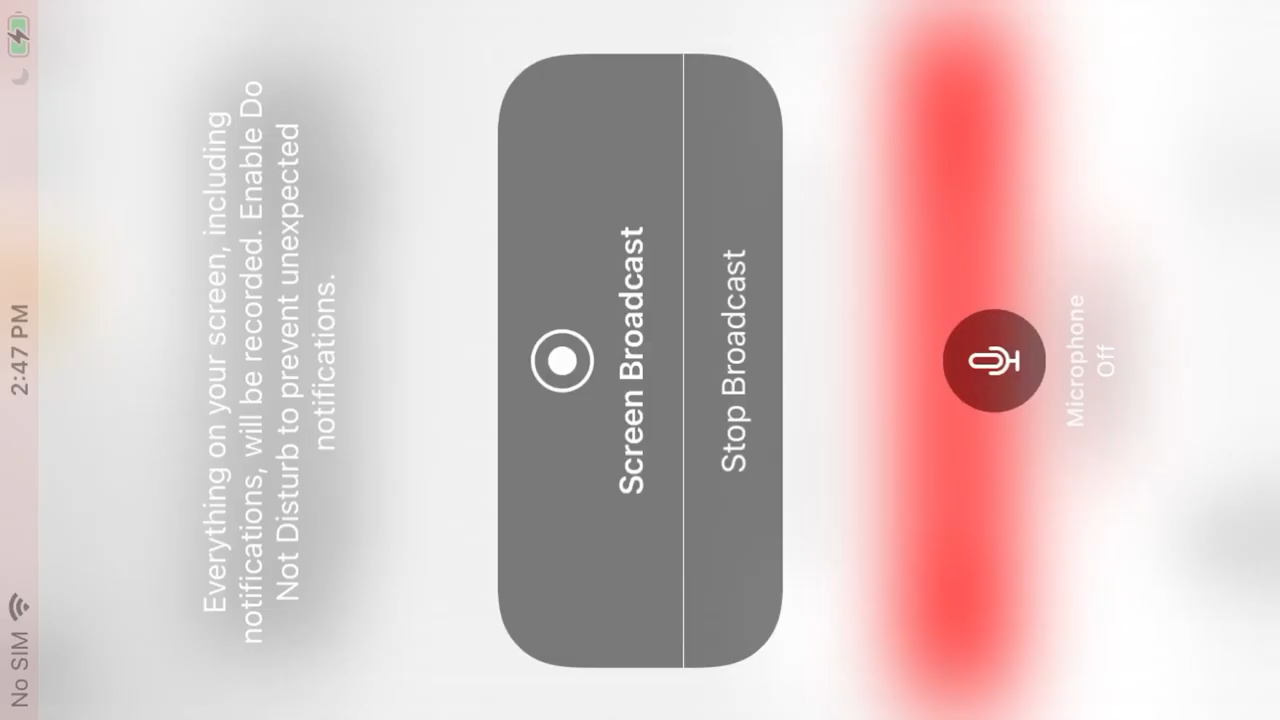 No SIM 2:47 PM
Everything on your screen, including
notifications, will be recorded. Enable Do
Not Disturb to prevent unexpected
notifications.
Screen Broadcast
Stop Broadcast
Microphone
Off